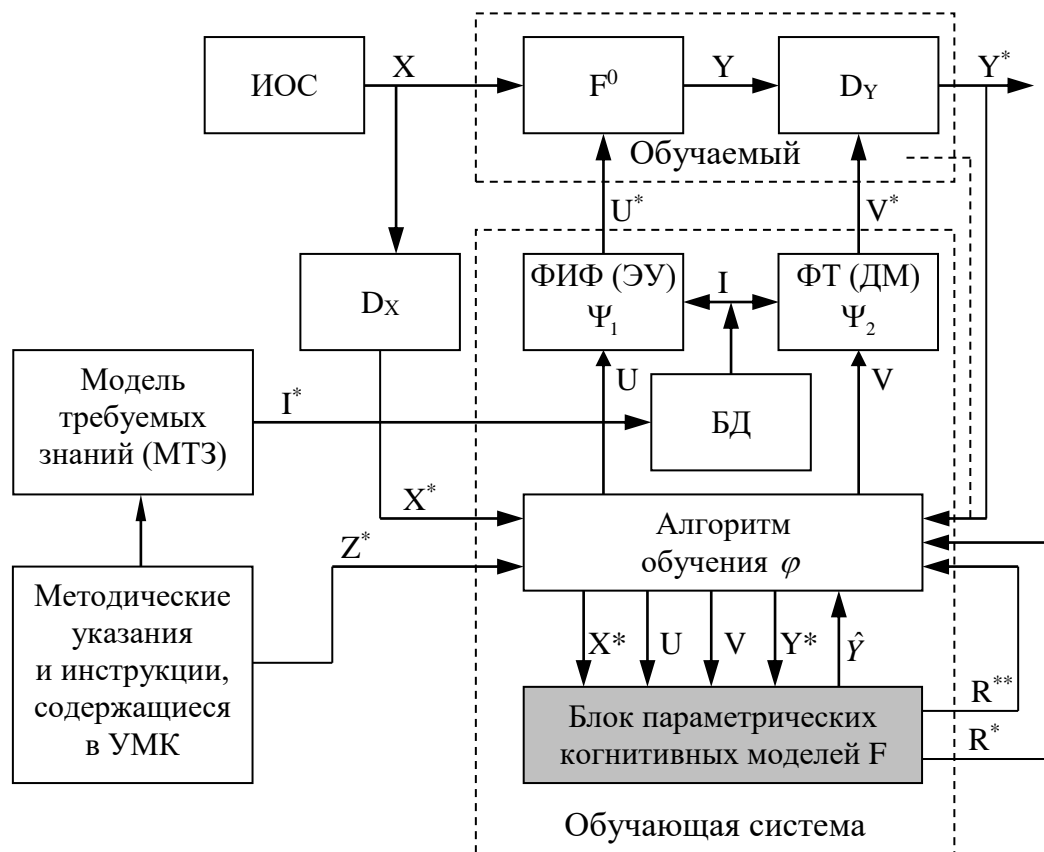 ИОС
X
F⁰
Y
D_Y
Y*
Обучаемый
U*
V*
D_X
ФИФ (ЭУ)
Ψ₁
I
ФТ (ДМ)
Ψ₂
Модель
требуемых
знаний (МТЗ)
I*
U
БД
V
X*
Z*
Алгоритм
обучения φ
Методические
указания
и инструкции,
содержащиеся
в УМК
X*
U
V
Y*
Ŷ
Блок параметрических
когнитивных моделей F
R**
R*
Обучающая система